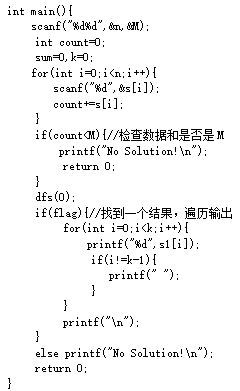 int main(){
scanf("%d%d",&n,&M);
int count=0;
sum=0,k=0;
for(int i=0;i<n;i++){
scanf("%d",&s[i]);
count+=s[i];
}
if(count<M){//检查数据和是否是M
printf("No Solution!\n");
return 0;
}
dfs(0);
if(flag){//找到一个结果，遍历输出
for(int i=0;i<k;i++){
printf("%d",s1[i]);
if(i!=k-1){
printf(" ");
}
}
printf("\n");
}
else printf("No Solution!\n");
return 0;
}